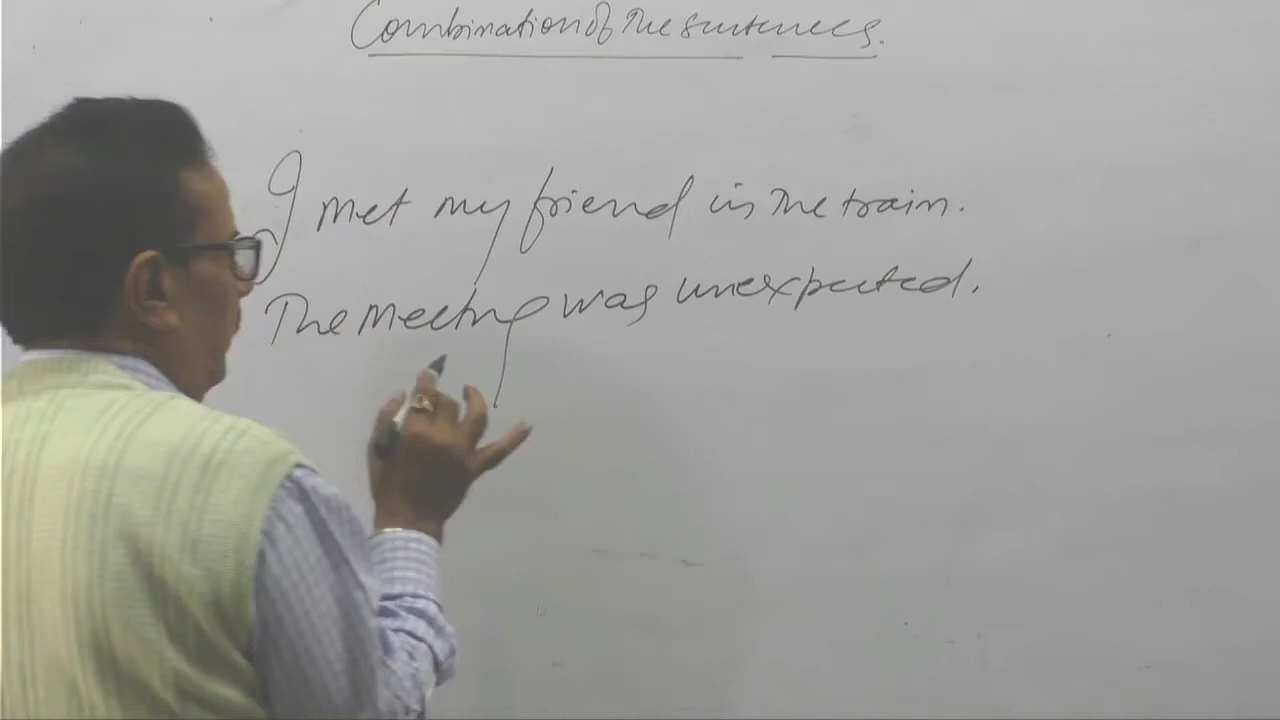 Combination of the sentences.
I met my friend in the train.
The meeting was unexpected.